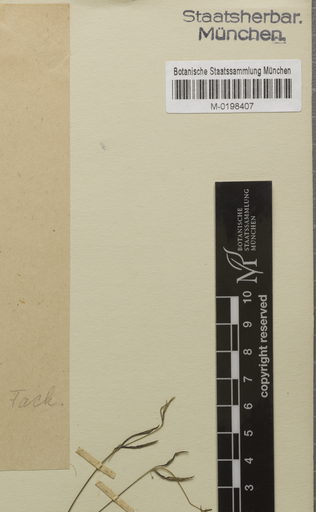 Staatsherbar.
München
Botanische Staatssammlung München
M-0198407
BOTANISCHE
STAATSSAMMLUNG
MÜNCHEN
10
9
8
7
6
5
4
3
copyright reserved
Fack.